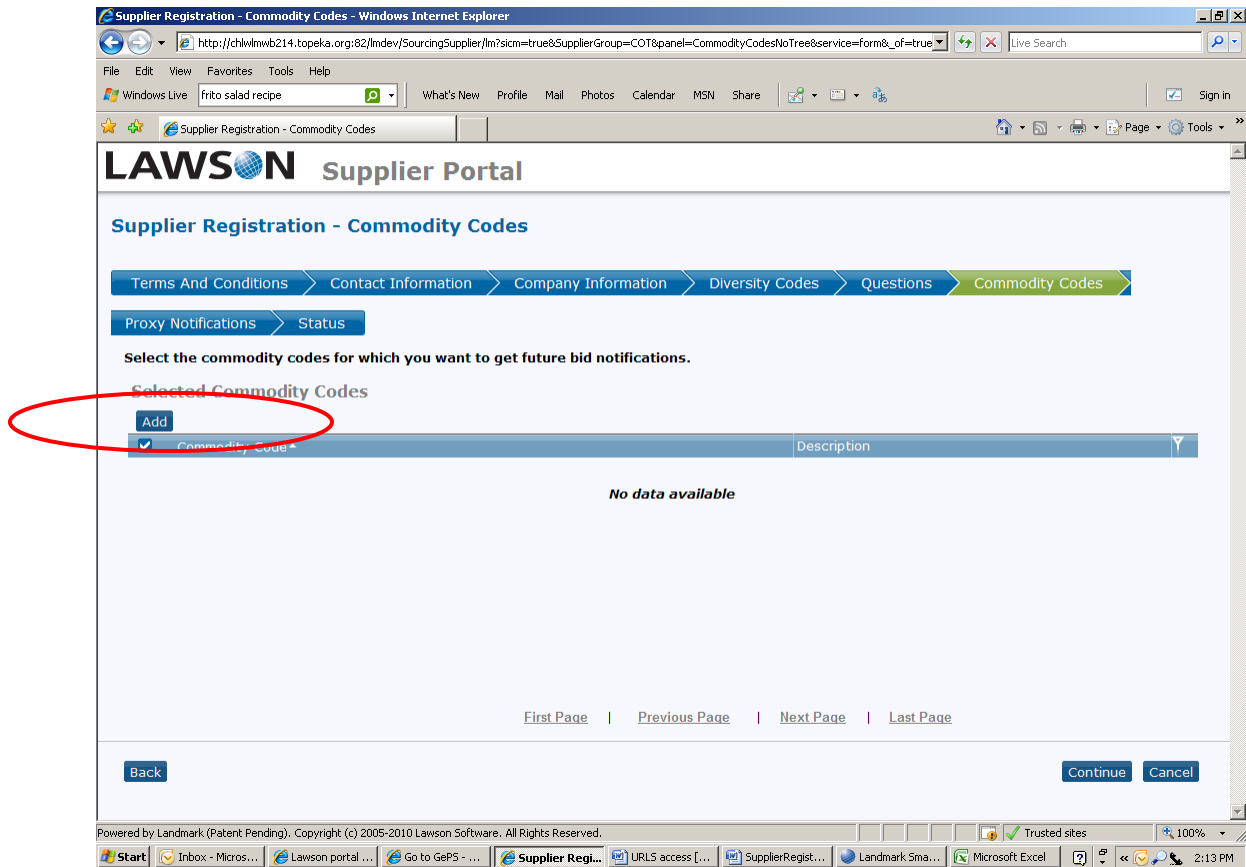 Supplier Registration - Commodity Codes - Windows Internet Explorer
http://chlwlmwb214.topeka.org:82/lmdev/SourcingSupplier/lm?sicm=true&SupplierGroup=COT&panel=CommodityCodesNoTree&service=form&_of=true
Live Search
File Edit View Favorites Tools Help
Windows Live frito salad recipe What's New Profile Mail Photos Calendar MSN Share Sign in
Supplier Registration - Commodity Codes Page Tools »
LAWSON Supplier Portal
Supplier Registration - Commodity Codes
Terms And Conditions Contact Information Company Information Diversity Codes Questions Commodity Codes
Proxy Notifications Status
Select the commodity codes for which you want to get future bid notifications.
Selected Commodity Codes
Add
Commodity Code Description
No data available
First Page | Previous Page | Next Page | Last Page
Back Continue Cancel
Powered by Landmark (Patent Pending). Copyright (c) 2005-2010 Lawson Software. All Rights Reserved. Trusted sites 100%
Start Inbox - Micros... Lawson portal ... Go to GePS - ... Supplier Regi... URLS access [... SupplierRegist... Landmark Sma... Microsoft Excel « 2:13 PM